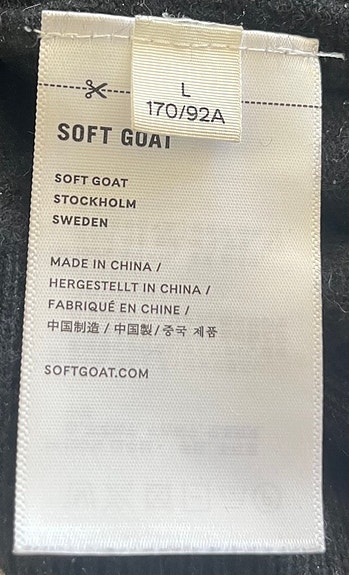 L
170/92A
SOFT GOAT
SOFT GOAT
STOCKHOLM
SWEDEN
MADE IN CHINA /
HERGESTELLT IN CHINA /
FABRIQUÉ EN CHINE /
中国制造 / 中国製/ 중국 제품
SOFTGOAT.COM